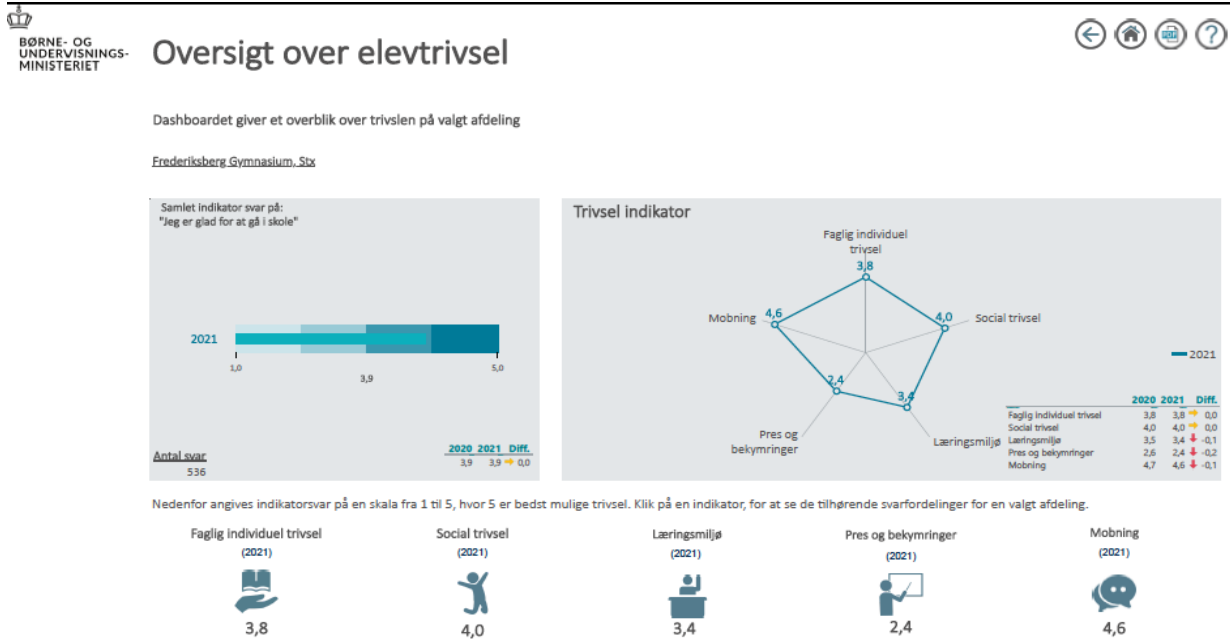 BØRNE- OG
UNDERVISNINGS-
MINISTERIET
Oversigt over elevtrivsel
PDF
?
Dashboardet giver et overblik over trivslen på valgt afdeling
Frederiksberg Gymnasium, Stx
Samlet indikator svar på:
"Jeg er glad for at gå i skole"
2021
1,0
3,9
5,0
Antal svar
536
2020 2021 Diff.
3,9 3,9 0,0
Trivsel indikator
Faglig individuel
trivsel
3,8
Mobning 4,6
4,0 Social trivsel
2,4
3,4
Pres og
bekymringer
Læringsmiljø
2021
2020 2021 Diff.
Faglig individuel trivsel 3,8 3,8 0,0
Social trivsel 4,0 4,0 0,0
Læringsmiljø 3,5 3,4 -0,1
Pres og bekymringer 2,6 2,4 -0,2
Mobning 4,7 4,6 -0,1
Nedenfor angives indikatorsvar på en skala fra 1 til 5, hvor 5 er bedst mulige trivsel. Klik på en indikator, for at se de tilhørende svarfordelinger for en valgt afdeling.
Faglig individuel trivsel
(2021)
3,8
Social trivsel
(2021)
4,0
Læringsmiljø
(2021)
3,4
Pres og bekymringer
(2021)
2,4
Mobning
(2021)
4,6